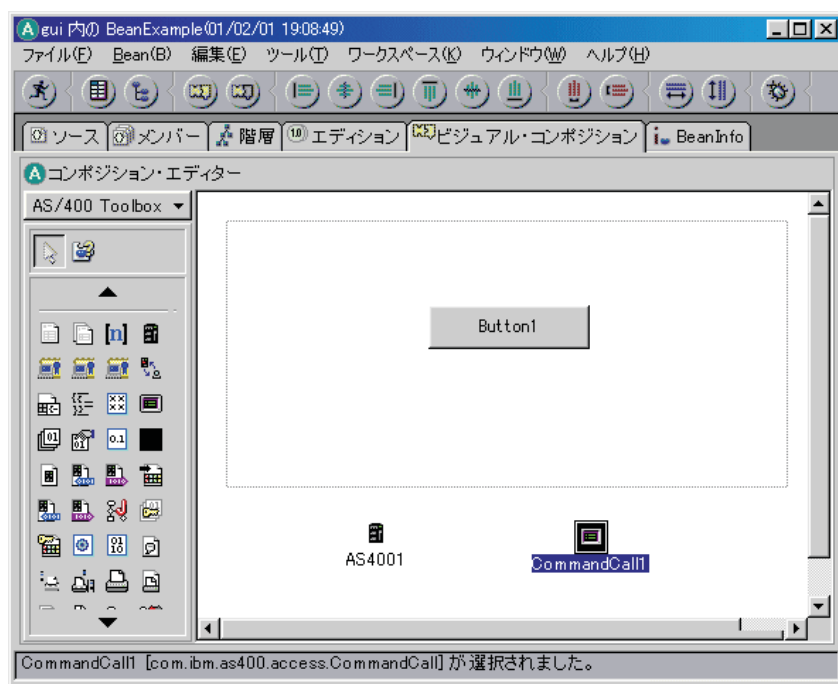 gui 内の BeanExample(01/02/01 19:08:49)
ファイル(F) Bean(B) 編集(E) ツール(T) ワークスペース(K) ウィンドウ(W) ヘルプ(H)
ソース メンバー 階層 エディション ビジュアル・コンポジション BeanInfo
コンポジション・エディター
AS/400 Toolbox
Button1
AS4001
CommandCall1
CommandCall1 [com.ibm.as400.access.CommandCall] が選択されました。